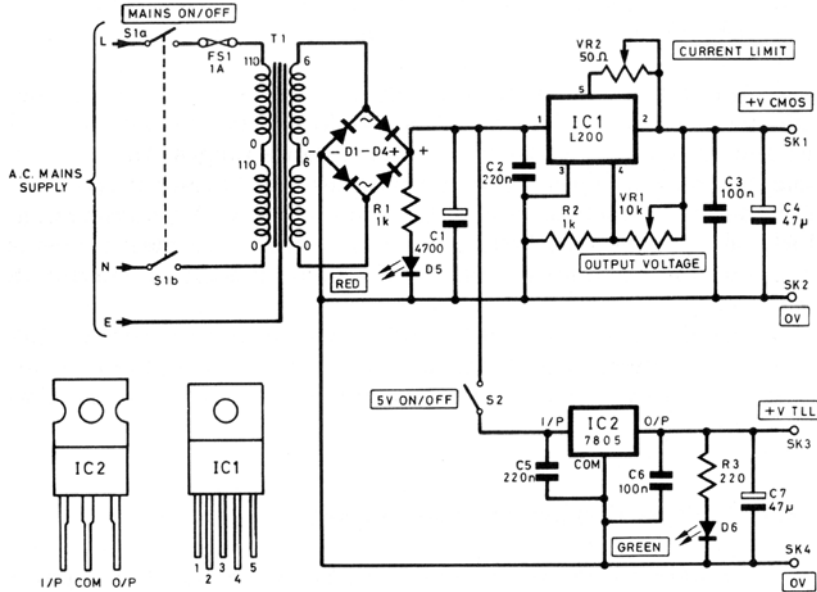 MAINS ON/OFF
S1a
L
FS1
1A
T1
110
0
110
0
6
0
6
0
A.C. MAINS
SUPPLY
N
S1b
E
~
- D1-D4+
~
-
+
R1
1k
D5
RED
C1
4700
C2
220n
1
IC1
L200
2
3
4
5
VR2
50Ω
CURRENT LIMIT
R2
1k
VR1
10k
OUTPUT VOLTAGE
C3
100n
C4
47µ
+V CMOS
SK1
SK2
0V
5V ON/OFF
S2
I/P
IC2
7805
O/P
COM
C5
220n
C6
100n
R3
220
D6
GREEN
C7
47µ
+V TLL
SK3
SK4
0V
IC2
I/P COM O/P
IC1
1
2
3
4
5